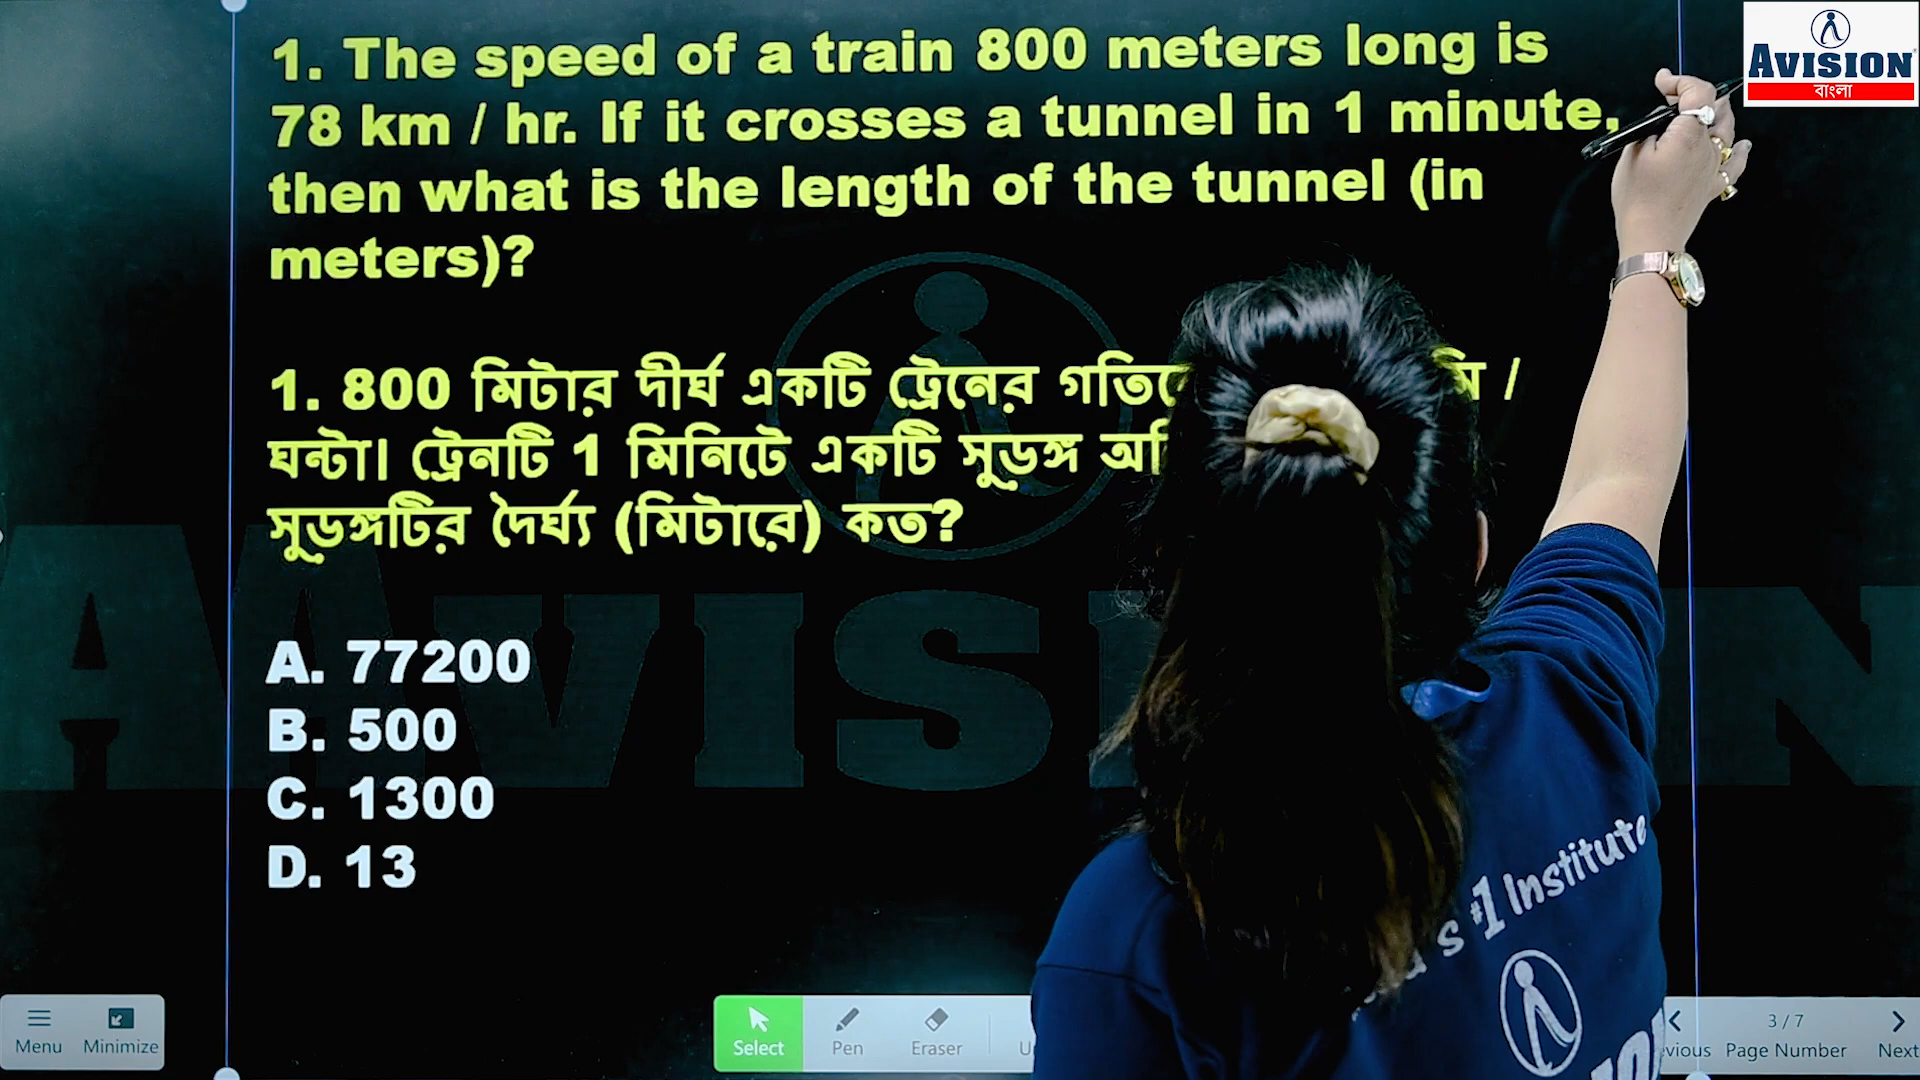 1. The speed of a train 800 meters long is
78 km / hr. If it crosses a tunnel in 1 minute,
then what is the length of the tunnel (in
meters)?
1. 800 মিটার দীর্ঘ একটি ট্রেনের /
ঘন্টা। ট্রেনটি 1 মিনিটে একটি সুড়ঙ্গ
সুড়ঙ্গটির দৈর্ঘ্য (মিটারে) কত?
A. 77200
B. 500
C. 1300
D. 13
AVISION
বাংলা
#1 Institute
Menu Minimize
Select Pen Eraser
3 / 7
Page Number Next